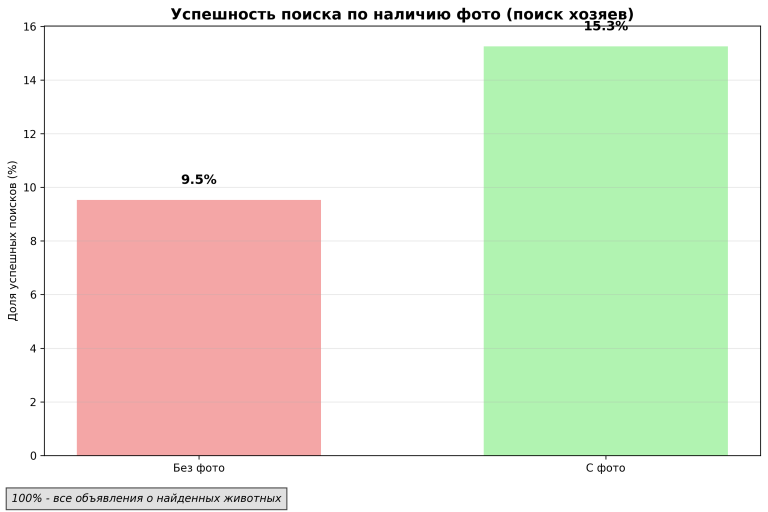 Успешность поиска по наличию фото (поиск хозяев)
16
14
12
10
8
6
4
2
0
Доля успешных поисков (%)
9.5%
15.3%
Без фото
С фото
100% - все объявления о найденных животных